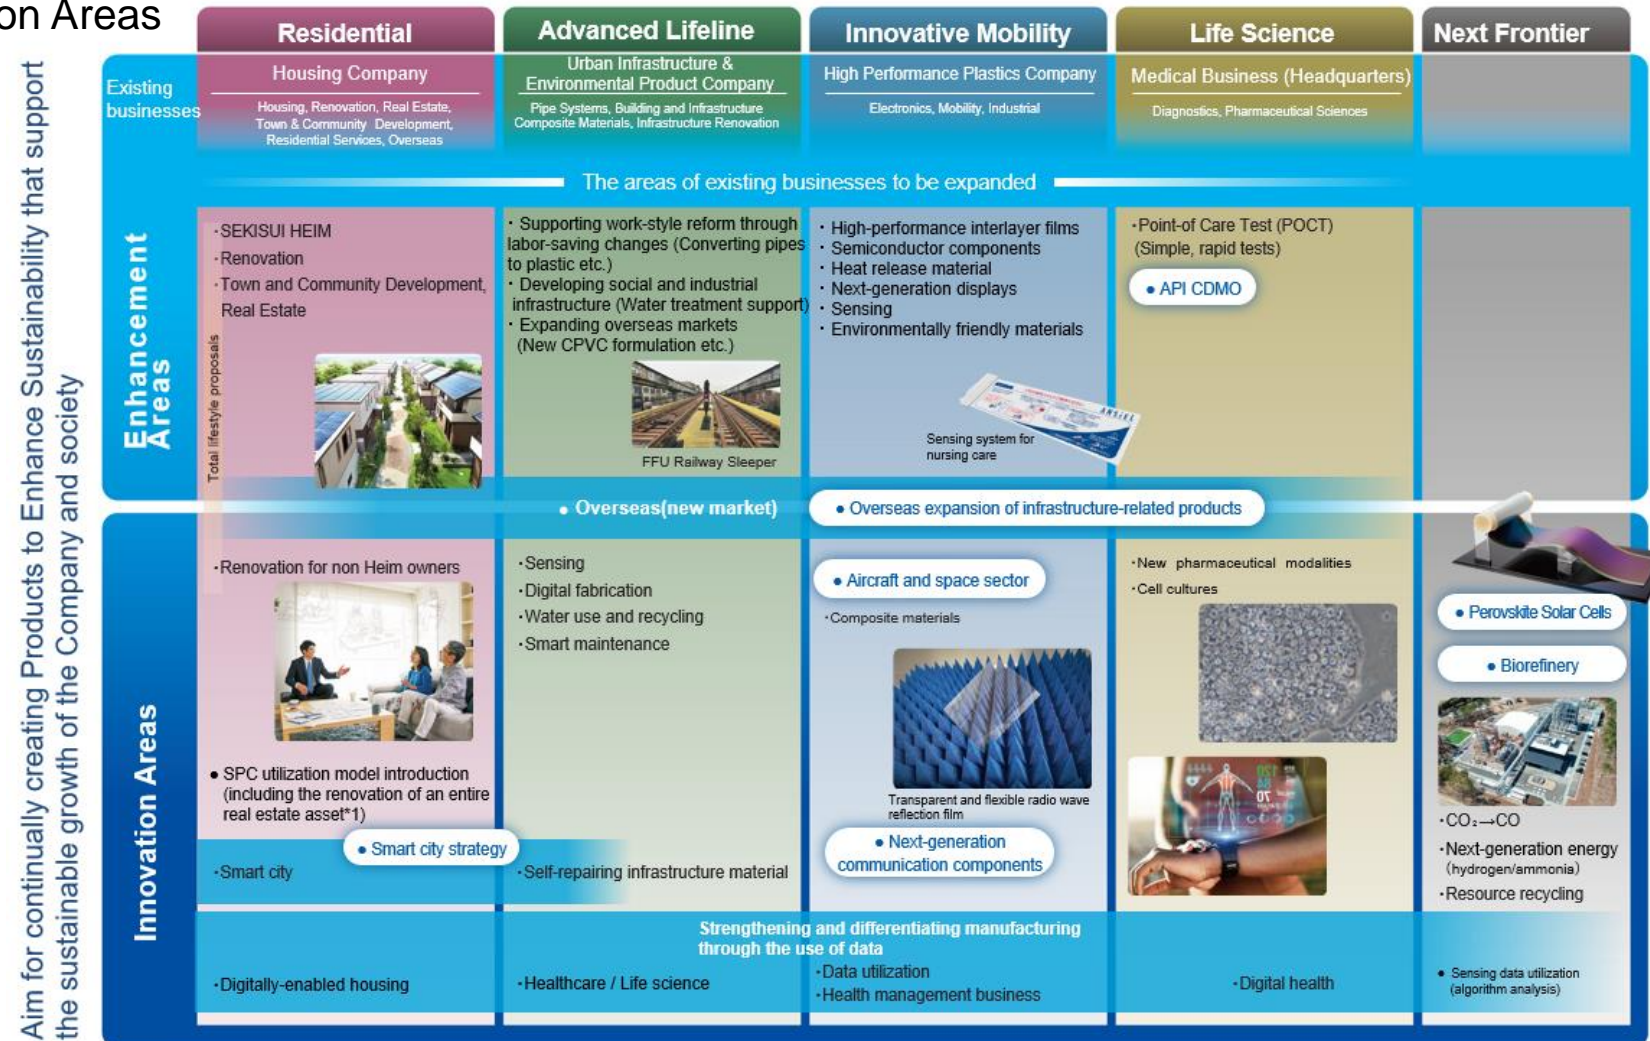 on Areas
Aim for continually creating Products to Enhance Sustainability that support
the sustainable growth of the Company and society
Residential
Advanced Lifeline
Innovative Mobility
Life Science
Next Frontier
Existing
businesses
Housing Company
Housing, Renovation, Real Estate,
Town & Community Development,
Residential Services, Overseas
Urban Infrastructure &
Environmental Product Company
Pipe Systems, Building and Infrastructure
Composite Materials, Infrastructure Renovation
High Performance Plastics Company
Electronics, Mobility, Industrial
Medical Business (Headquarters)
Diagnostics, Pharmaceutical Sciences
The areas of existing businesses to be expanded
Enhancement
Areas
Total lifestyle proposals
・SEKISUI HEIM
・Renovation
・Town and Community Development,
Real Estate
・Supporting work-style reform through
labor-saving changes (Converting pipes
to plastic etc.)
・Developing social and industrial
infrastructure (Water treatment support)
・Expanding overseas markets
(New CPVC formulation etc.)
FFU Railway Sleeper
・High-performance interlayer films
・Semiconductor components
・Heat release material
・Next-generation displays
・Sensing
・Environmentally friendly materials
Sensing system for
nursing care
・Point-of Care Test (POCT)
(Simple, rapid tests)
● API CDMO
● Overseas(new market)
● Overseas expansion of infrastructure-related products
Innovation Areas
・Renovation for non Heim owners
● SPC utilization model introduction
(including the renovation of an entire
real estate asset*1)
● Smart city strategy
・Smart city
・Sensing
・Digital fabrication
・Water use and recycling
・Smart maintenance
・Self-repairing infrastructure material
● Aircraft and space sector
・Composite materials
Transparent and flexible radio wave
reflection film
● Next-generation
communication components
・New pharmaceutical modalities
・Cell cultures
● Perovskite Solar Cells
● Biorefinery
・CO₂→CO
・Next-generation energy
(hydrogen/ammonia)
・Resource recycling
Strengthening and differentiating manufacturing
through the use of data
・Digitally-enabled housing
・Healthcare / Life science
・Data utilization
・Health management business
・Digital health
● Sensing data utilization
(algorithm analysis)